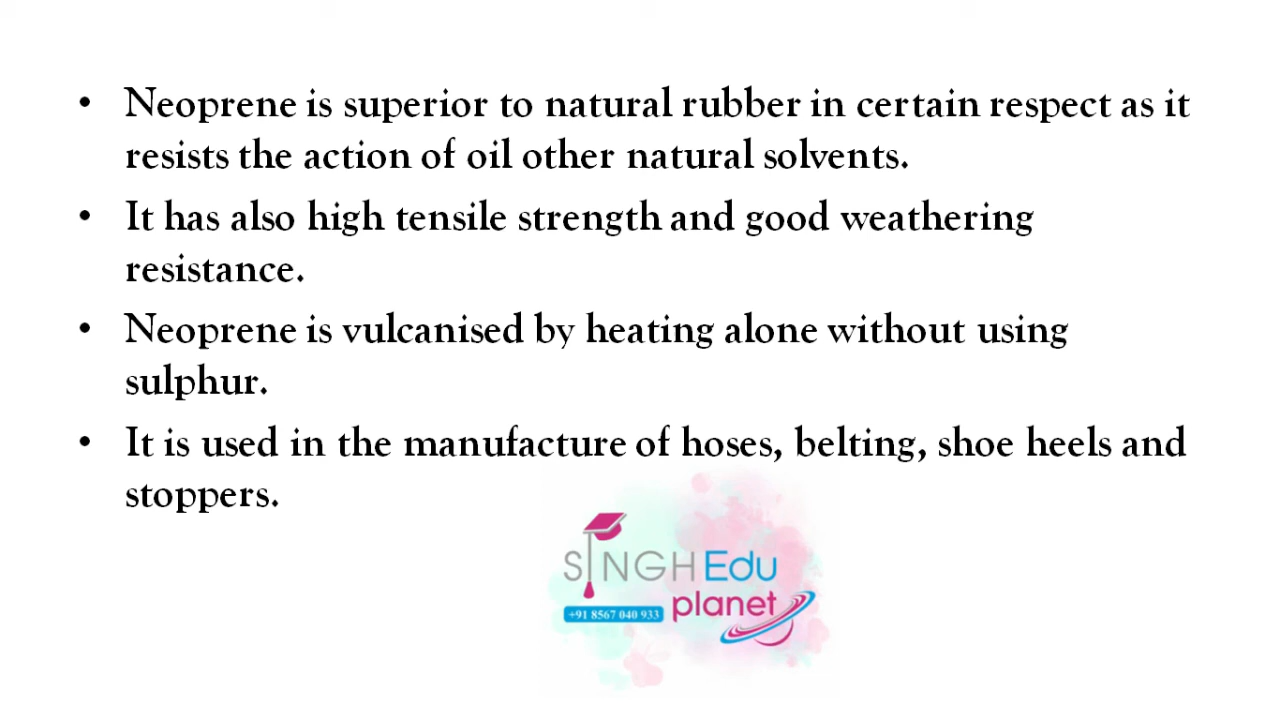 • Neoprene is superior to natural rubber in certain respect as it
resists the action of oil other natural solvents.
• It has also high tensile strength and good weathering
resistance.
• Neoprene is vulcanised by heating alone without using
sulphur.
• It is used in the manufacture of hoses, belting, shoe heels and
stoppers.
SINGH Edu
planet
+91 8567 040 933